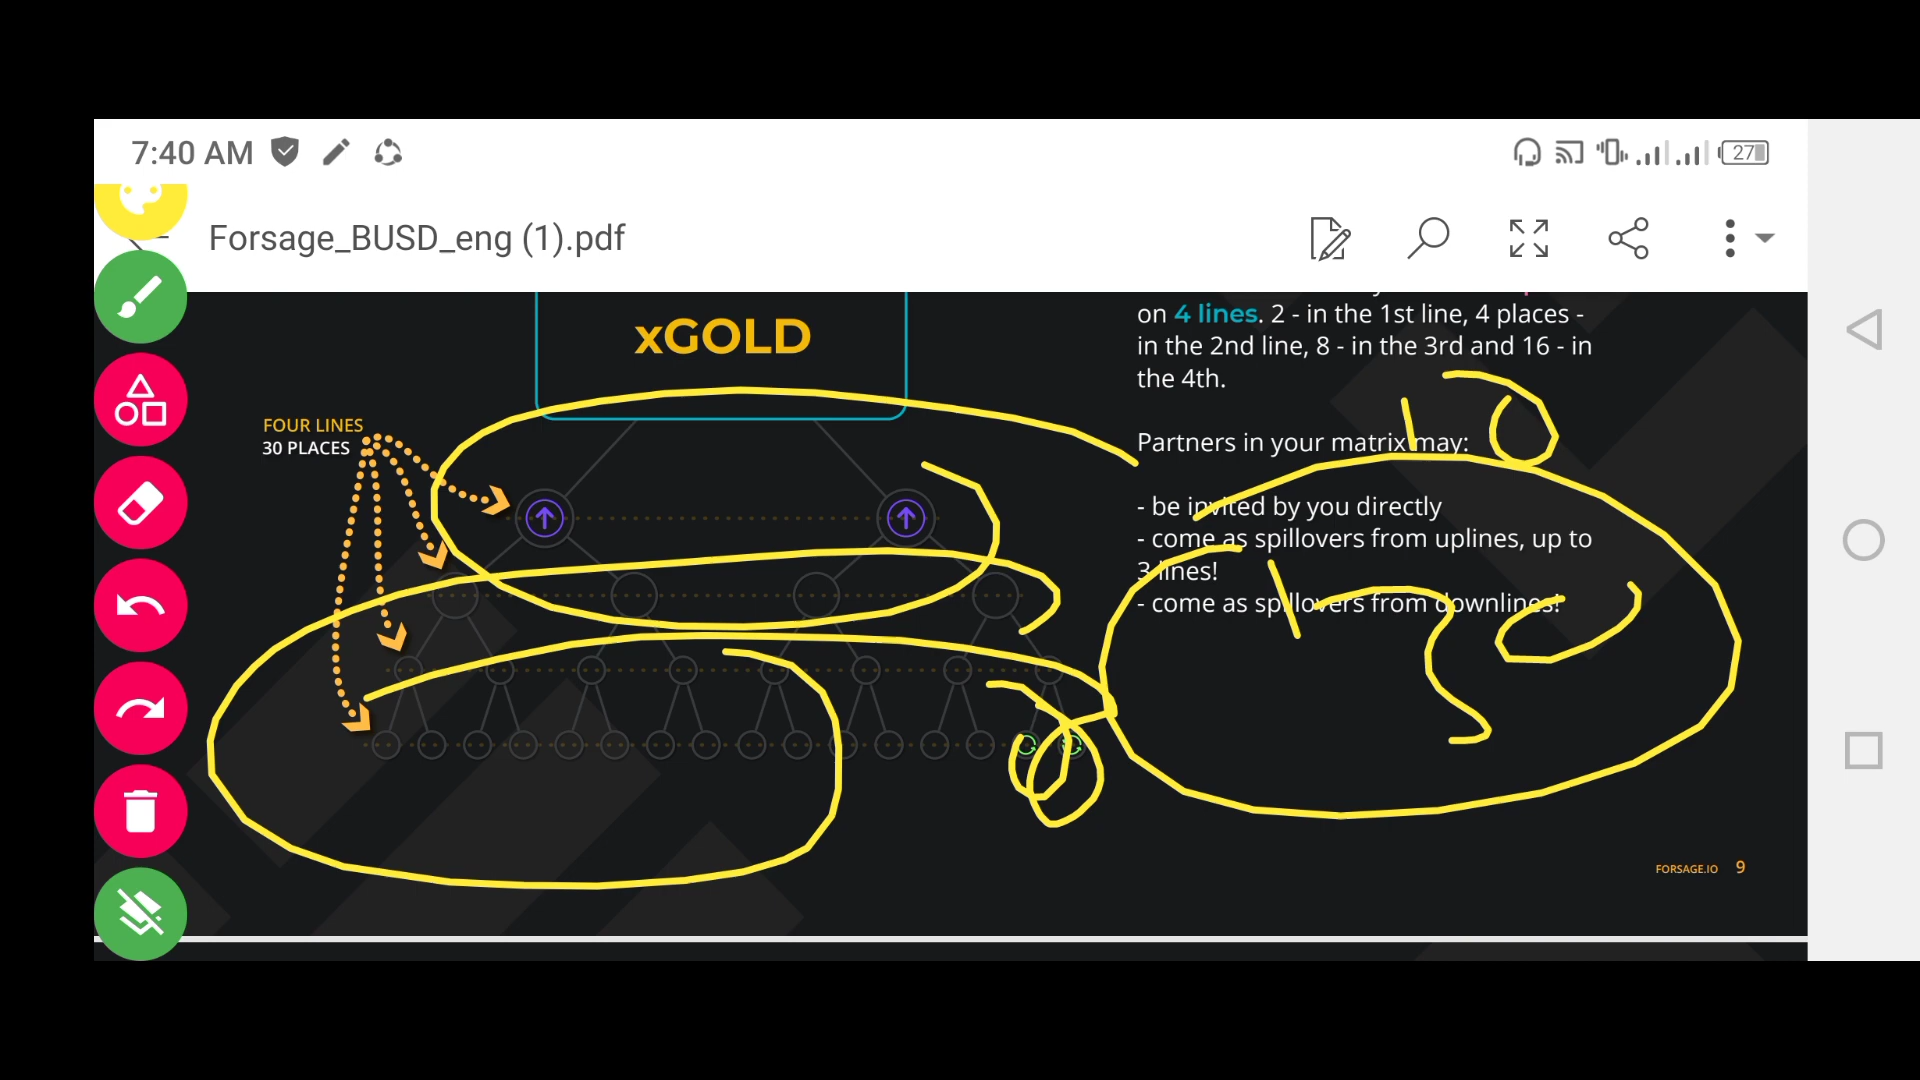 7:40 AM
27
Forsage_BUSD_eng (1).pdf
xGOLD
FOUR LINES
30 PLACES
on 4 lines. 2 - in the 1st line, 4 places -
in the 2nd line, 8 - in the 3rd and 16 - in
the 4th.
10
Partners in your matrix may:
- be invited by you directly
- come as spillovers from uplines, up to
3 lines!
- come as spillovers from downlines!
FORSAGE.IO 9